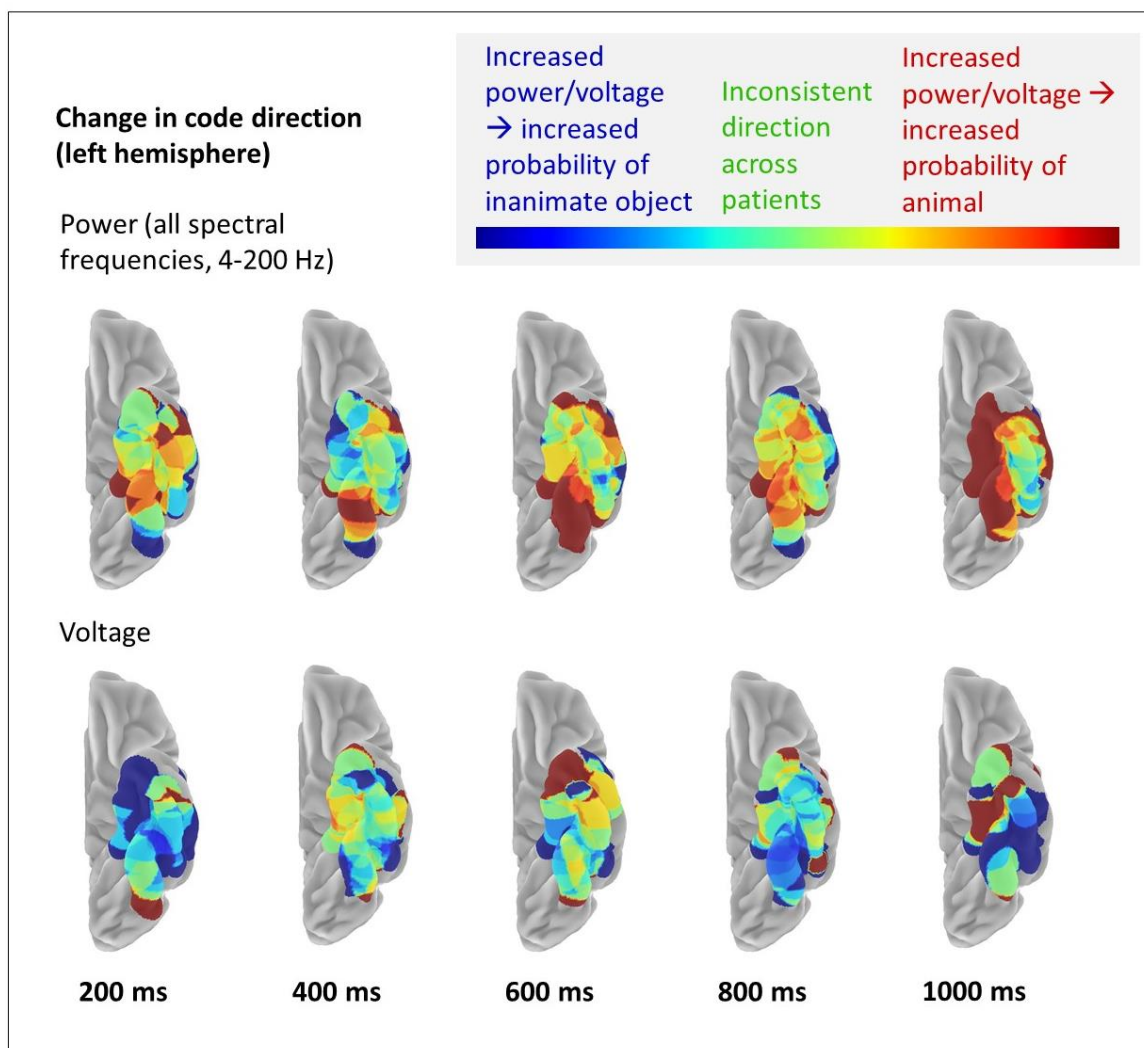 Change in code direction
(left hemisphere)
Power (all spectral
frequencies, 4-200 Hz)
Increased
power/voltage
→ increased
probability of
inanimate object
Inconsistent
direction
across
patients
Increased
power/voltage →
increased
probability of
animal
Voltage
200 ms
400 ms
600 ms
800 ms
1000 ms